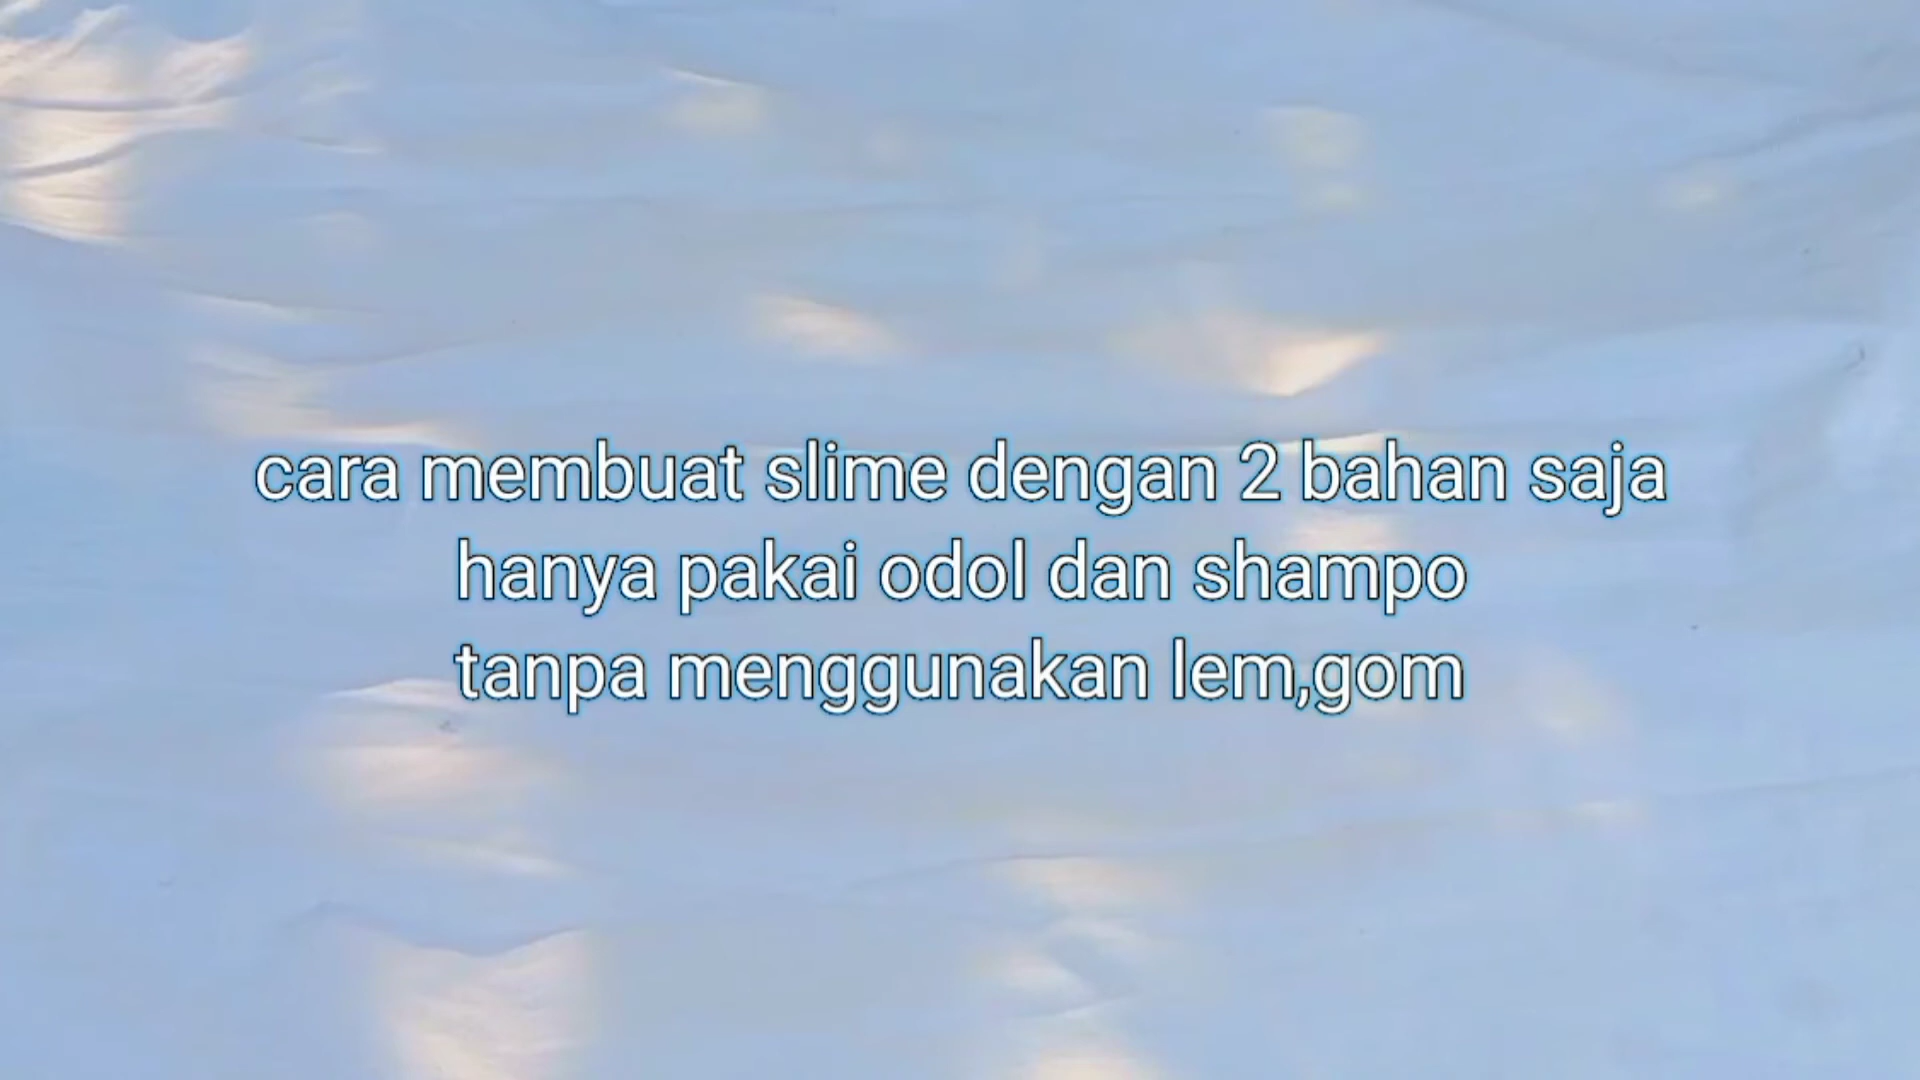 cara membuat slime dengan 2 bahan saja
hanya pakai odol dan shampo
tanpa menggunakan lem,gom